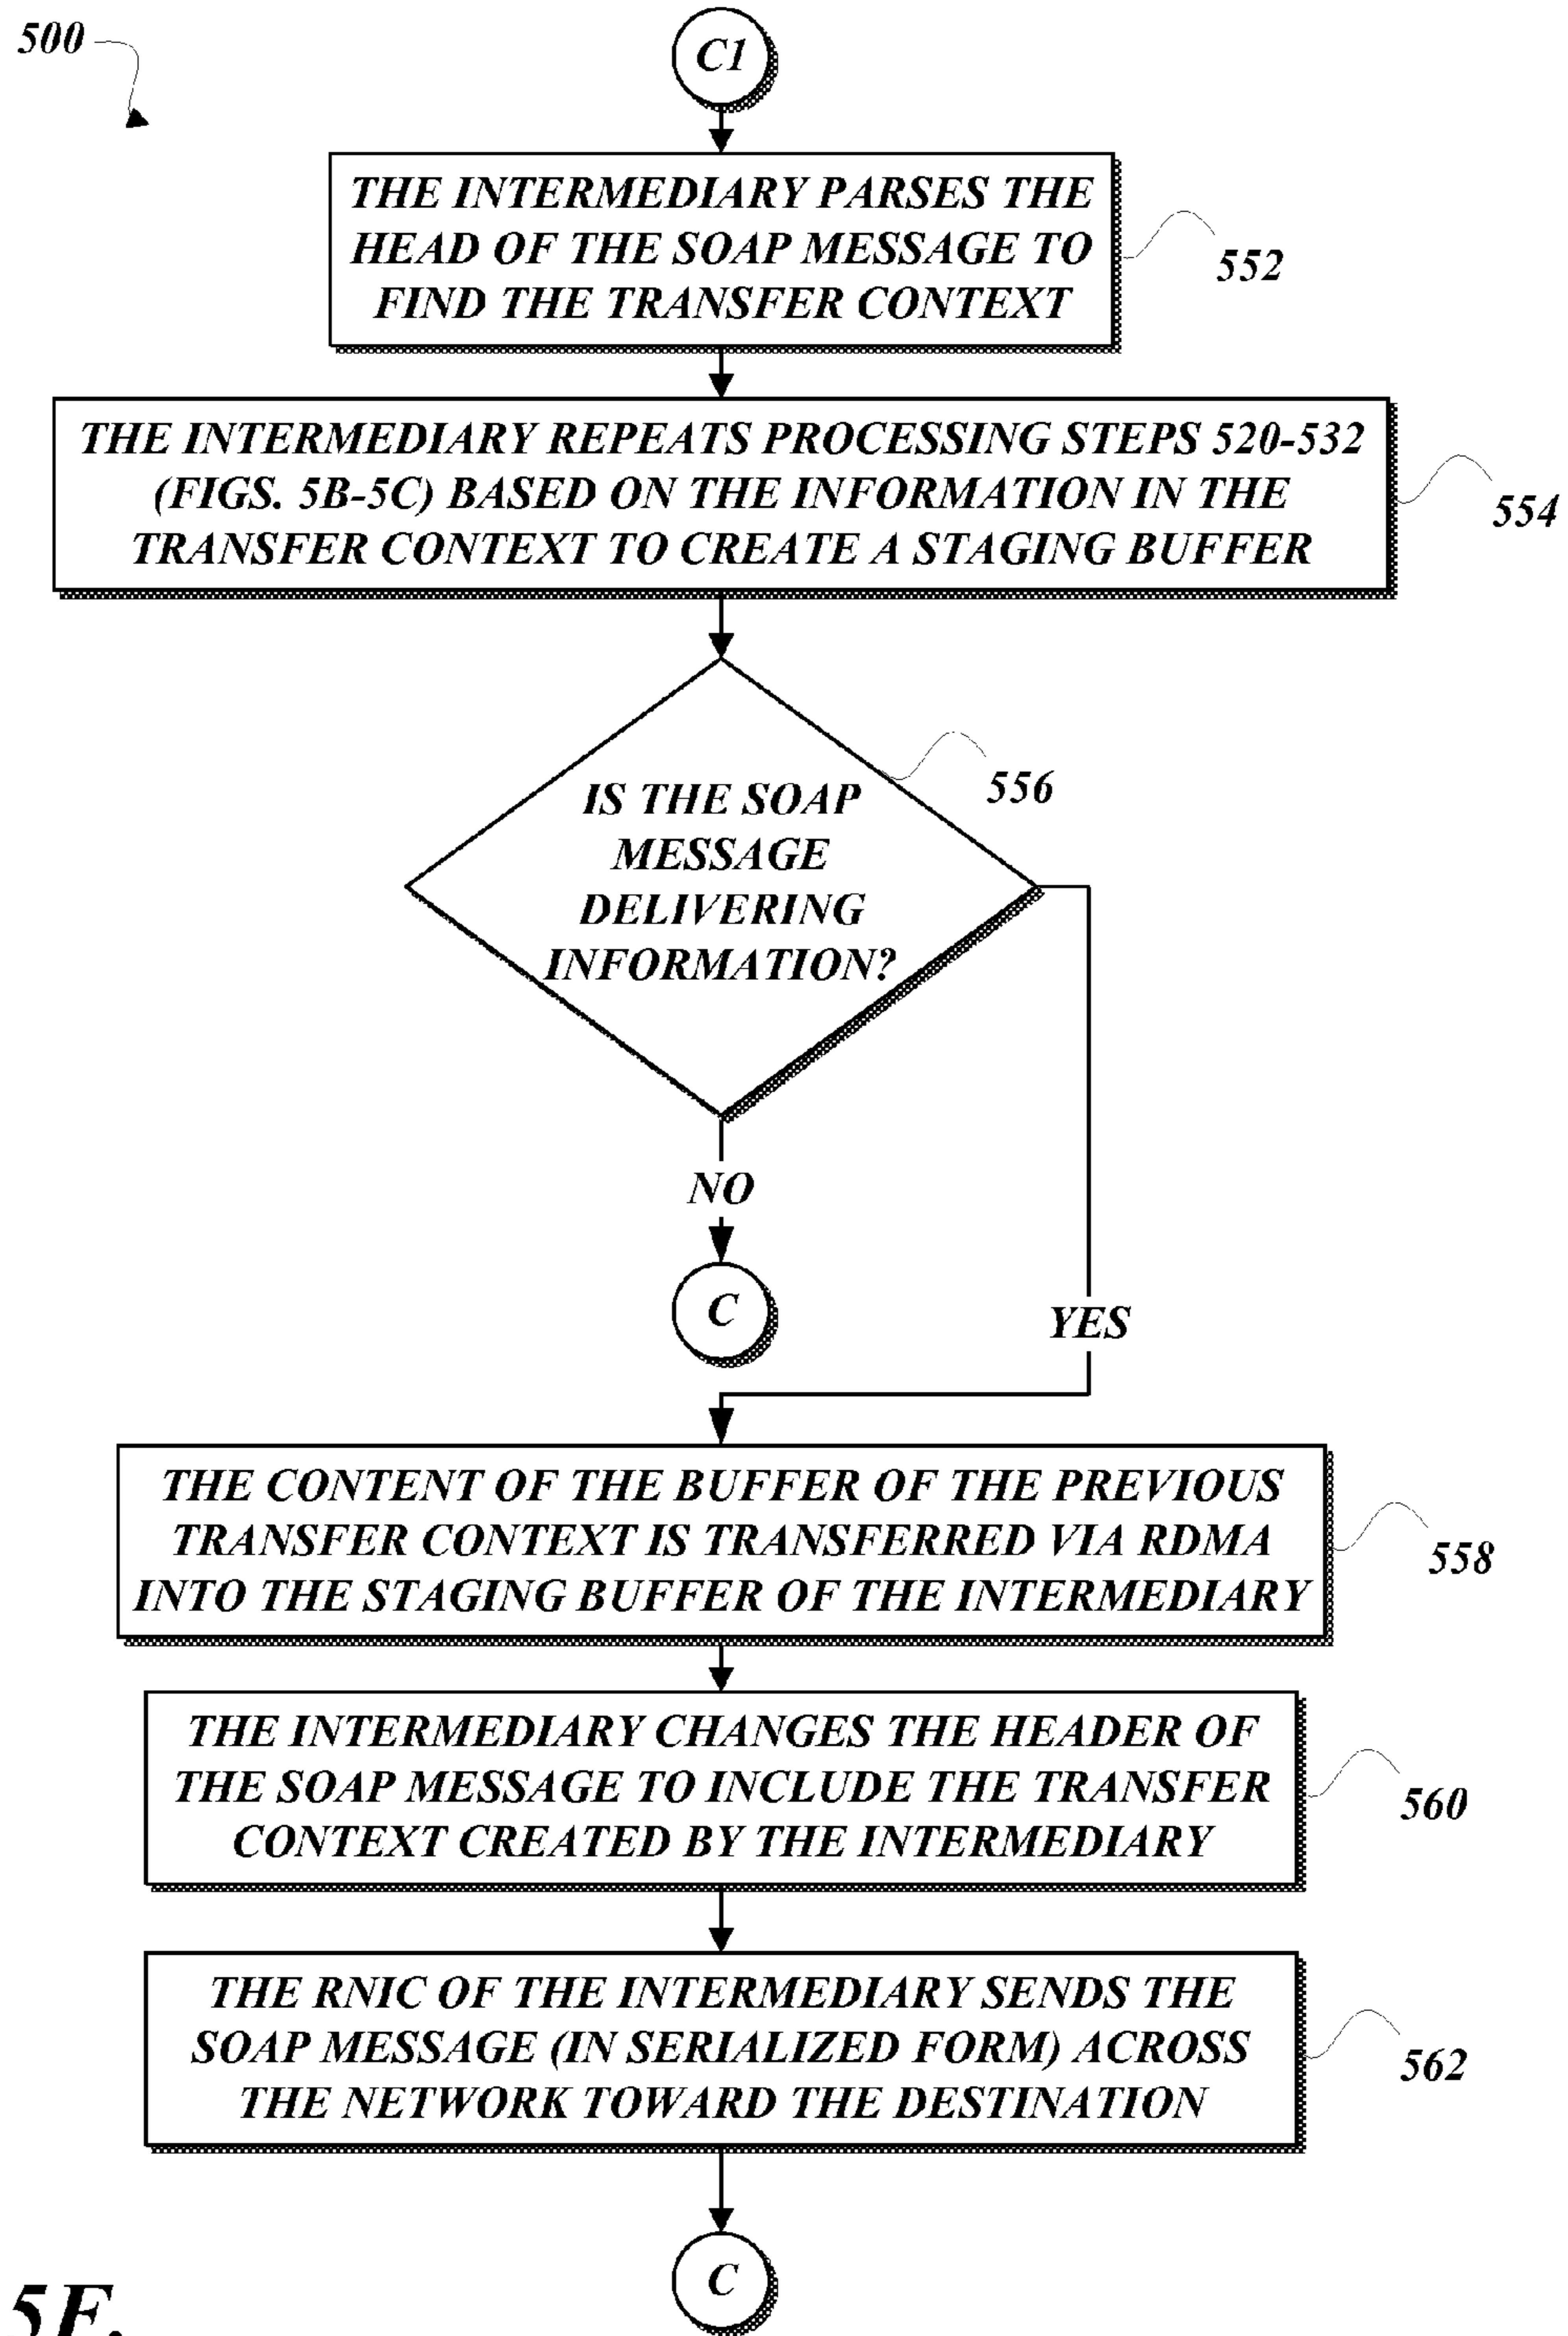 500
C1
THE INTERMEDIARY PARSES THE
HEAD OF THE SOAP MESSAGE TO
FIND THE TRANSFER CONTEXT
552
THE INTERMEDIARY REPEATS PROCESSING STEPS 520-532
(FIGS. 5B-5C) BASED ON THE INFORMATION IN THE
TRANSFER CONTEXT TO CREATE A STAGING BUFFER
554
IS THE SOAP
MESSAGE
DELIVERING
INFORMATION?
556
NO
C
YES
THE CONTENT OF THE BUFFER OF THE PREVIOUS
TRANSFER CONTEXT IS TRANSFERRED VIA RDMA
INTO THE STAGING BUFFER OF THE INTERMEDIARY
558
THE INTERMEDIARY CHANGES THE HEADER OF
THE SOAP MESSAGE TO INCLUDE THE TRANSFER
CONTEXT CREATED BY THE INTERMEDIARY
560
THE RNIC OF THE INTERMEDIARY SENDS THE
SOAP MESSAGE (IN SERIALIZED FORM) ACROSS
THE NETWORK TOWARD THE DESTINATION
562
C